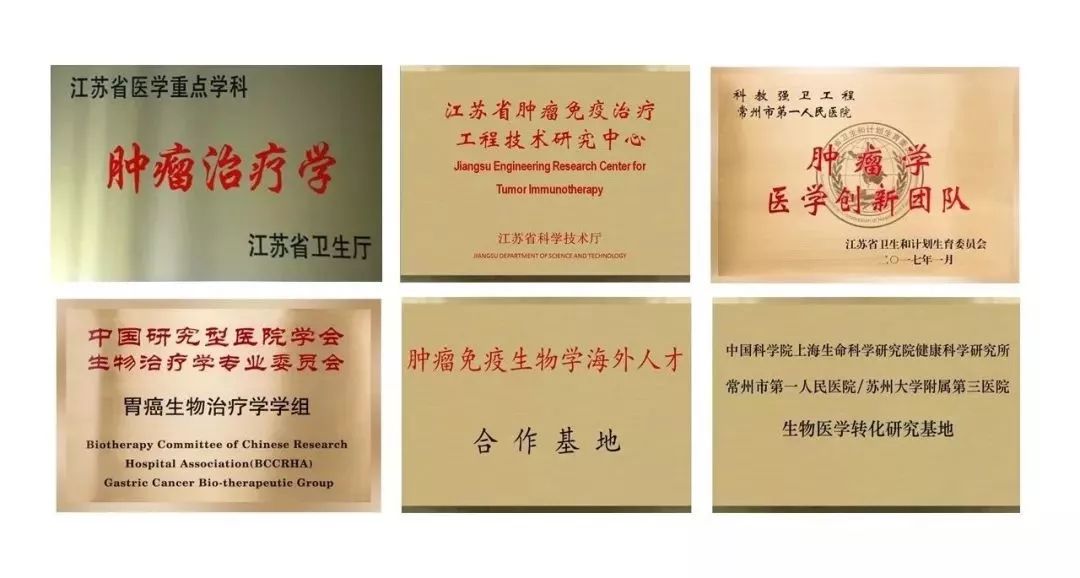 江苏省医学重点学科
肿瘤治疗学
江苏省卫生厅
江苏省肿瘤免疫治疗
工程技术研究中心
Jiangsu Engineering Research Center for
Tumor Immunotherapy
江苏省科学技术厅
JIANGSU DEPARTMENT OF SCIENCE AND TECHNOLOGY
科教强卫工程
常州市第一人民医院
肿瘤学
医学创新团队
江苏省卫生和计划生育委员会
二〇一七年一月
中国研究型医院学会
生物治疗学专业委员会
胃癌生物治疗学学组
Biotherapy Committee of Chinese Research
Hospital Association(BCCRHA)
Gastric Cancer Bio-therapeutic Group
肿瘤免疫生物学海外人才
合作基地
中国科学院上海生命科学研究院健康科学研究所
常州市第一人民医院/苏州大学附属第三医院
生物医学转化研究基地